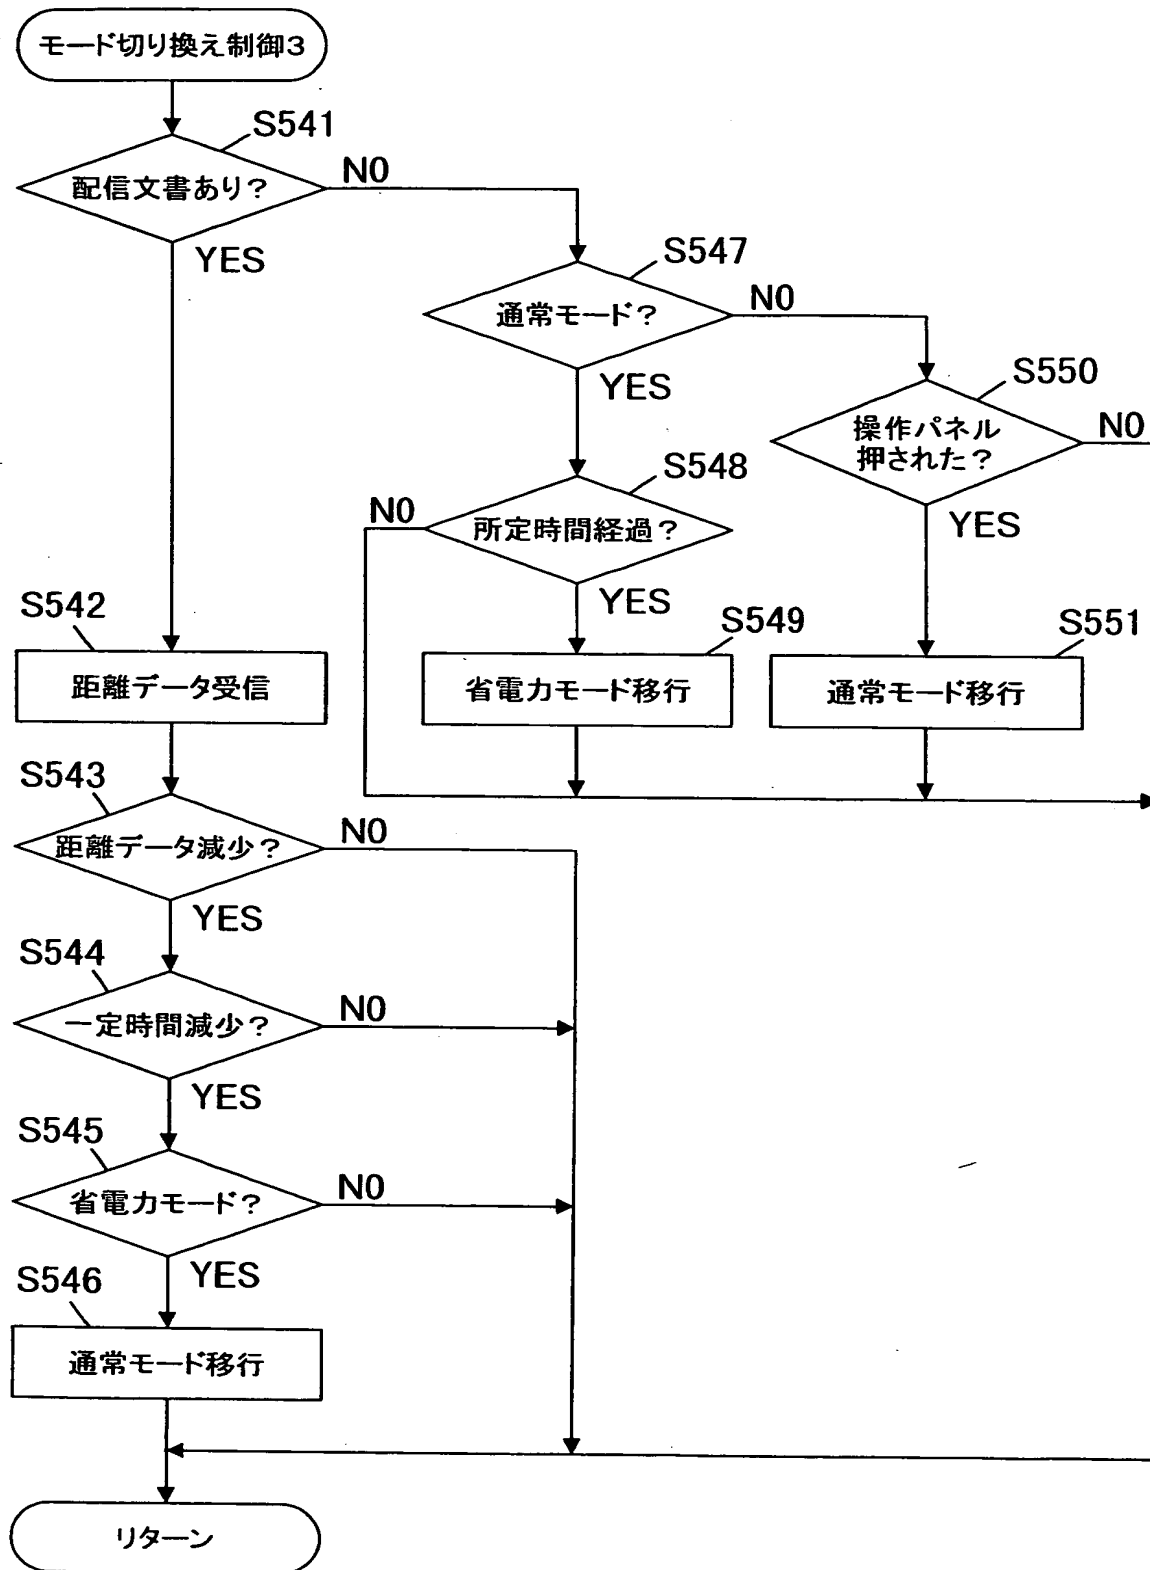 モード切り換え制御3
S541
配信文書あり?
NO
YES
S547
通常モード?
NO
YES
S550
操作パネル
押された?
NO
YES
S548
所定時間経過?
NO
YES
S542
距離データ受信
S549
省電力モード移行
S551
通常モード移行
S543
距離データ減少?
NO
YES
S544
一定時間減少?
NO
YES
S545
省電力モード?
NO
YES
S546
通常モード移行
リターン